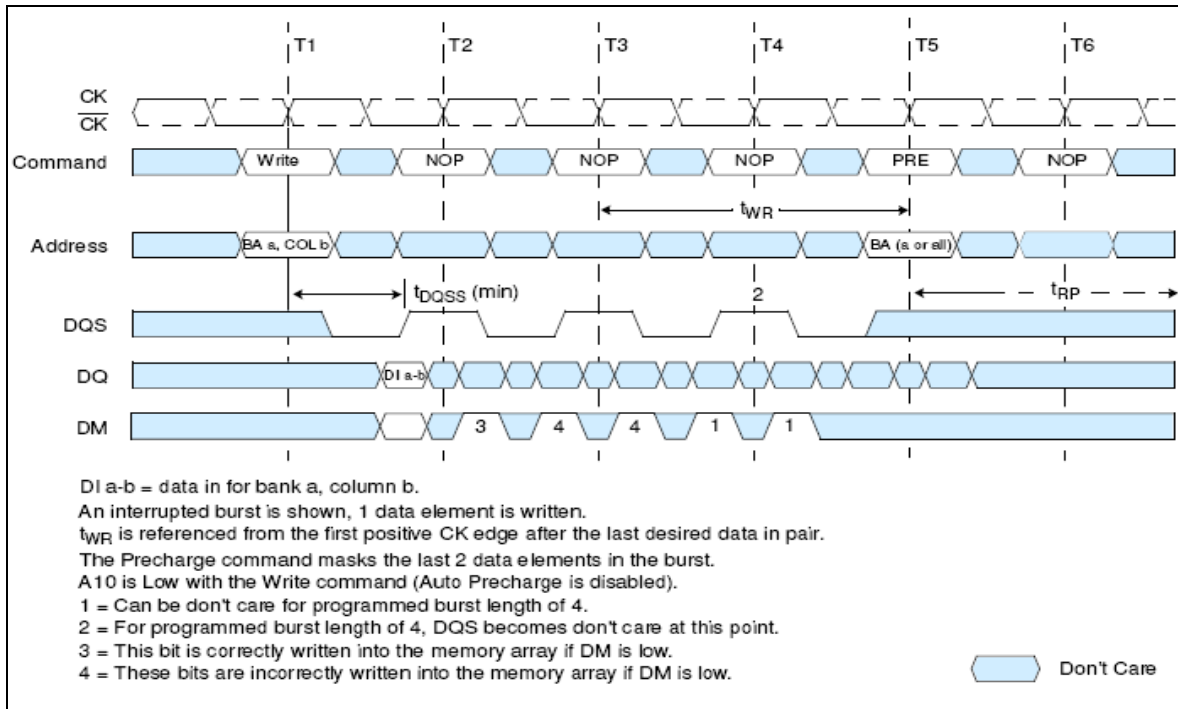 T1 T2 T3 T4 T5 T6
CK
CK
Command Write NOP NOP NOP PRE NOP
tWR
Address BA a, COL b BA (a or all)
tDQSS (min) 2 tRP
DQS
DQ DI a-b
DM 3 4 4 1 1
DI a-b = data in for bank a, column b.
An interrupted burst is shown, 1 data element is written.
tWR is referenced from the first positive CK edge after the last desired data in pair.
The Precharge command masks the last 2 data elements in the burst.
A10 is Low with the Write command (Auto Precharge is disabled).
1 = Can be don't care for programmed burst length of 4.
2 = For programmed burst length of 4, DQS becomes don't care at this point.
3 = This bit is correctly written into the memory array if DM is low.
4 = These bits are incorrectly written into the memory array if DM is low.
Don't Care